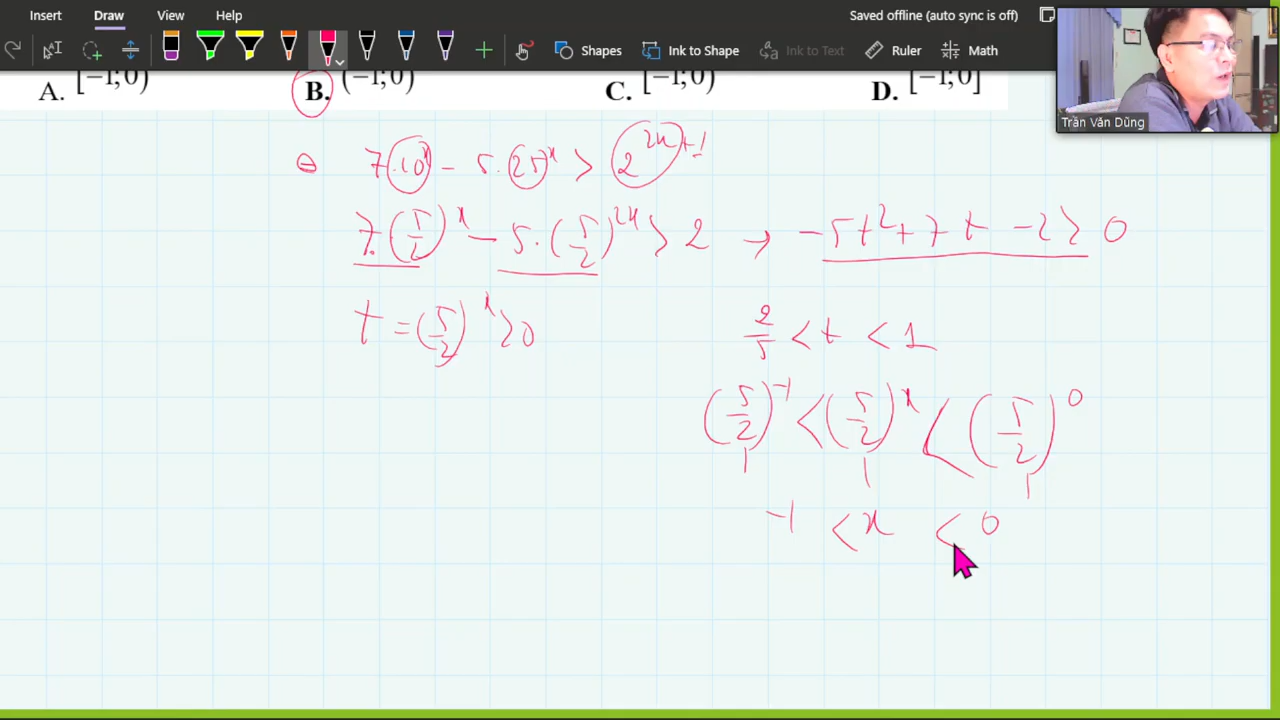 Insert Draw View Help Saved offline (auto sync is off)
Shapes Ink to Shape Ink to Text Ruler Math
A. [−1;0) B. (−1;0) C. [−1;0) D. [−1;0]
Trần Văn Dũng
⊖ 7.10^x − 5.25^x > 2^{2x+1}
7.(5/2)^x − 5.(5/2)^{2x} > 2 → −5t² + 7t − 2 > 0
t = (5/2)^x > 0
2/5 < t < 1
(5/2)^{-1} < (5/2)^x < (5/2)^0
−1 < x < 0